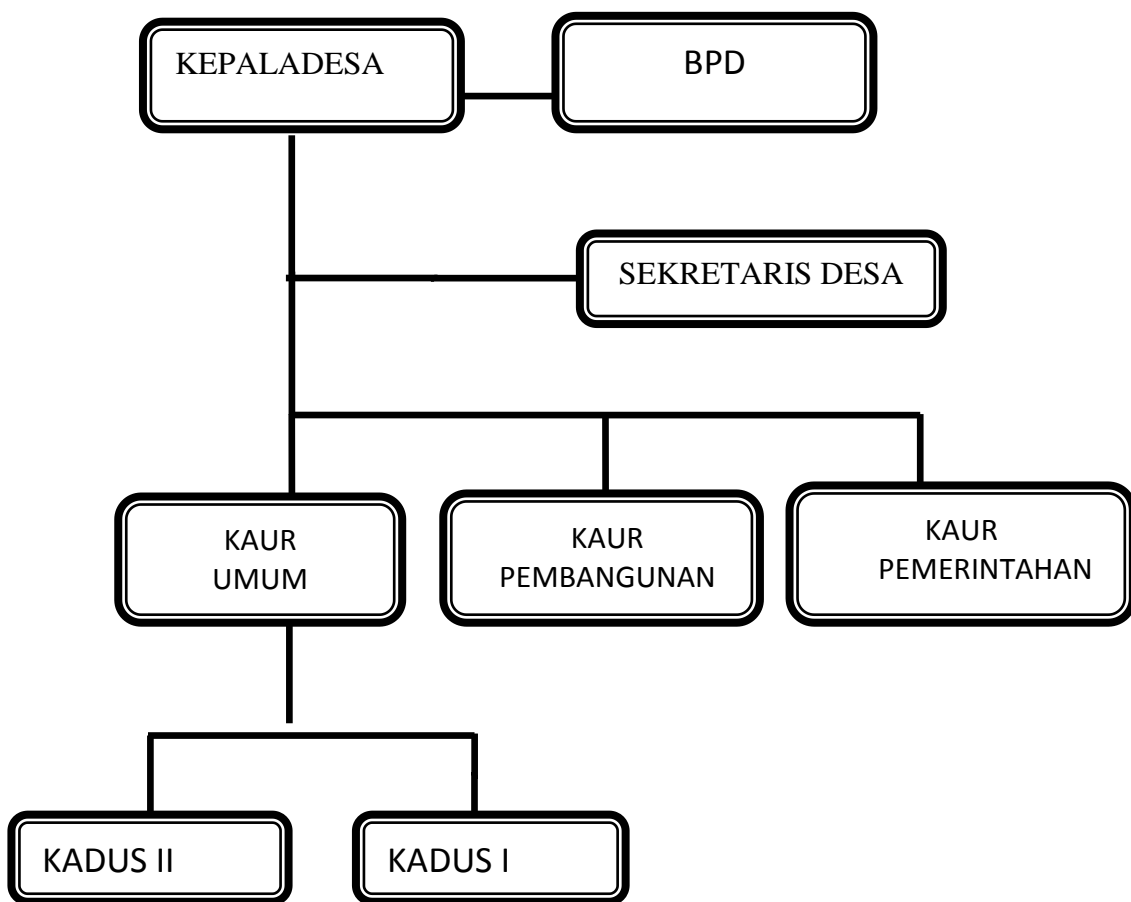 KEPALADESA
BPD
SEKRETARIS DESA
KAUR
UMUM
KAUR
PEMBANGUNAN
KAUR
PEMERINTAHAN
KADUS II
KADUS I